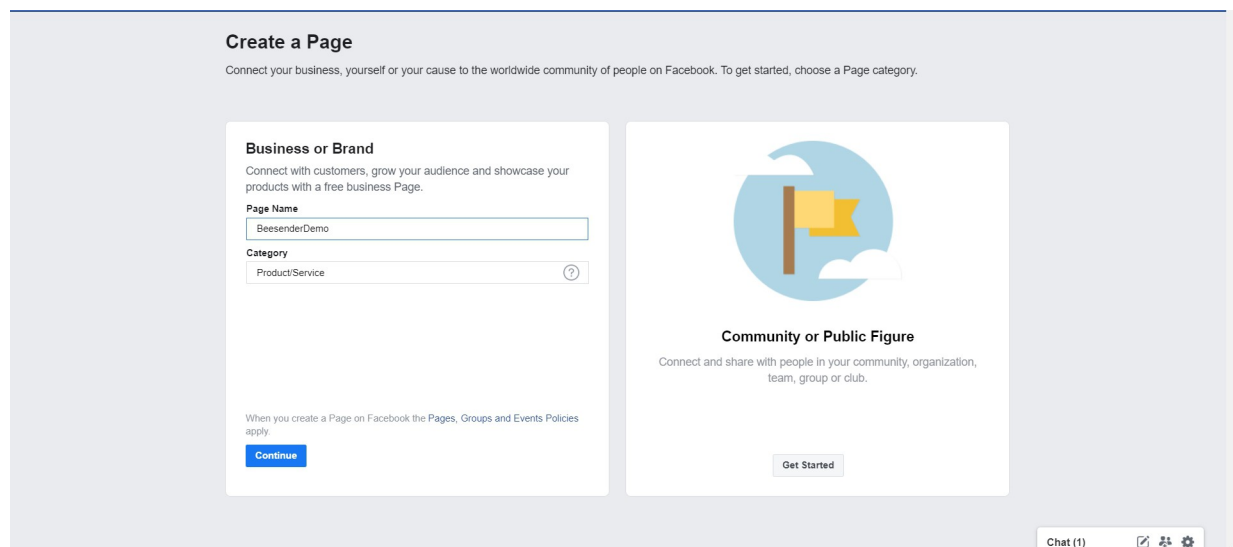 Create a Page
Connect your business, yourself or your cause to the worldwide community of people on Facebook. To get started, choose a Page category.
Business or Brand
Connect with customers, grow your audience and showcase your
products with a free business Page.
Page Name
BeesenderDemo
Category
Product/Service
?
When you create a Page on Facebook the Pages, Groups and Events Policies
apply.
Continue
Community or Public Figure
Connect and share with people in your community, organization,
team, group or club.
Get Started
Chat (1)